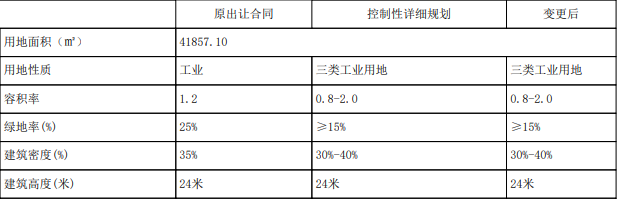 原出让合同 控制性详细规划 变更后
用地面积（㎡） 41857.10
用地性质 工业 三类工业用地 三类工业用地
容积率 1.2 0.8-2.0 0.8-2.0
绿地率(%) 25% ≥15% ≥15%
建筑密度(%) 35% 30%-40% 30%-40%
建筑高度(米) 24米 24米 24米